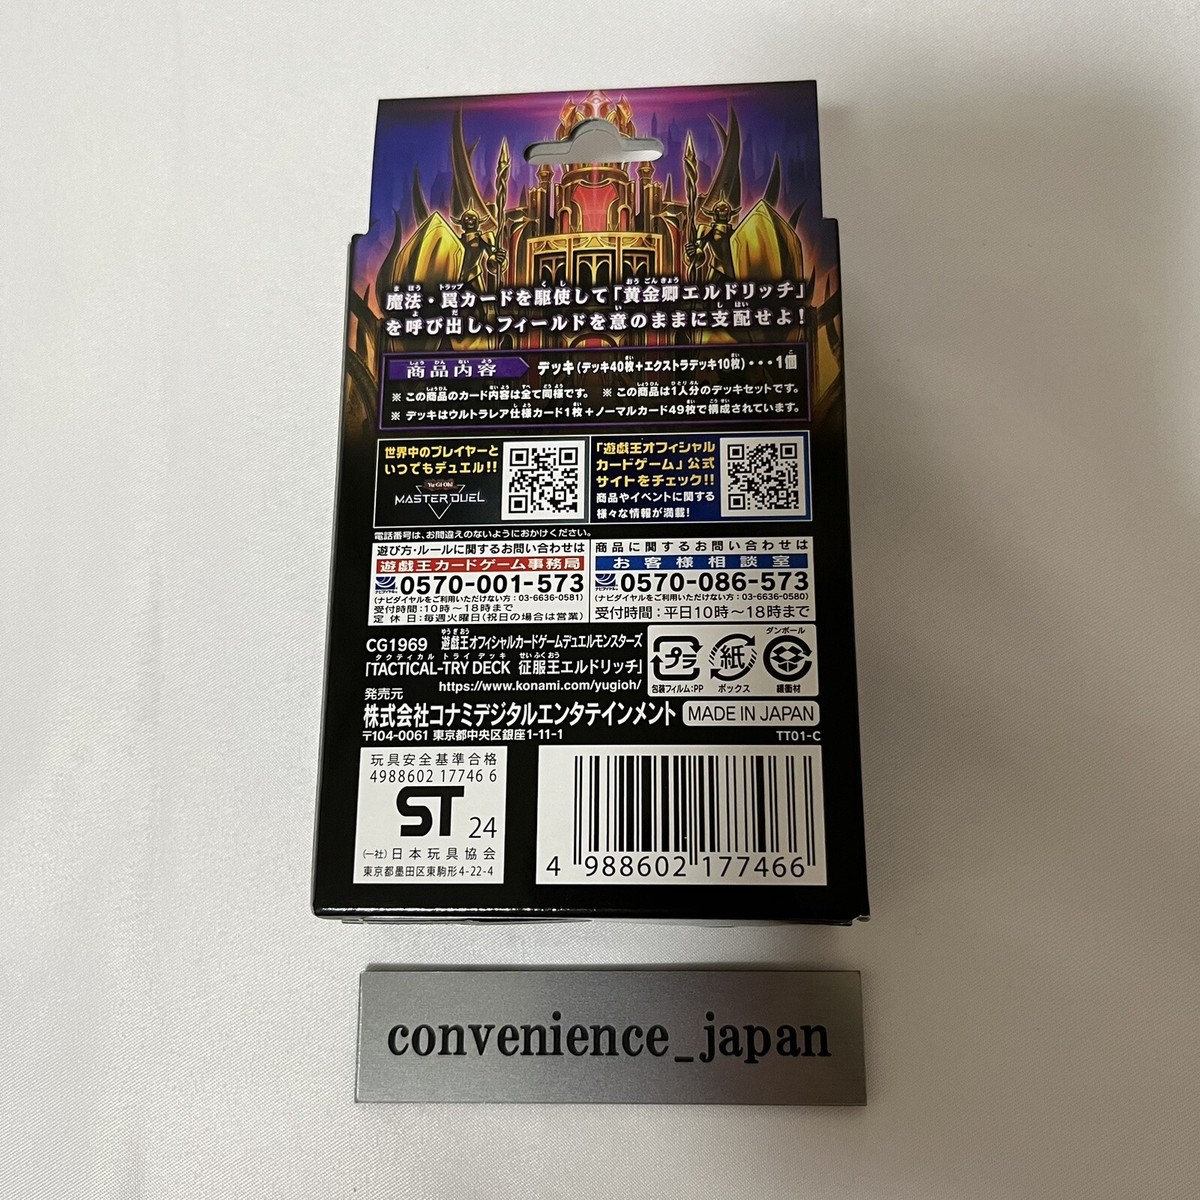 魔法・罠カードを駆使して「黄金卿エルドリッチ」
を呼び出し、フィールドを意のままに支配せよ!
商品内容 デッキ(デッキ40枚+エクストラデッキ10枚)・・・1個
※ この商品のカード内容は全て同様です。 ※ この商品は1人分のデッキセットです。
※ デッキはウルトラレア仕様カード1枚+ノーマルカード49枚で構成されています。
世界中のプレイヤーと
いつでもデュエル!!
Yu-Gi-Oh!
MASTER DUEL
「遊戯王オフィシャル
カードゲーム」公式
サイトをチェック!!
商品やイベントに関する
様々な情報が満載!
電話番号は、お間違えのないようにおかけください。
遊び方・ルールに関するお問い合わせは
遊戯王カードゲーム事務局
0570-001-573
(ナビダイヤルをご利用いただけない方:03-6636-0581)
受付時間:10時~18時まで
定休日:毎週火曜日(祝日の場合は営業)
商品に関するお問い合わせは
お客様相談室
0570-086-573
(ナビダイヤルをご利用いただけない方:03-6636-0580)
受付時間:平日10時~18時まで
CG1969 遊戯王オフィシャルカードゲームデュエルモンスターズ
「TACTICAL-TRY DECK 征服王エルドリッチ」
https://www.konami.com/yugioh/
プラ
包装フィルム:PP
紙
ボックス
ダンボール
緩衝材
発売元
株式会社コナミデジタルエンタテインメント MADE IN JAPAN
〒104-0061 東京都中央区銀座1-11-1 TT01-C
玩具安全基準合格
4988602 17746 6
ST 24
(一社)日本玩具協会
東京都墨田区東駒形4-22-4
4 988602 177466
convenience_japan